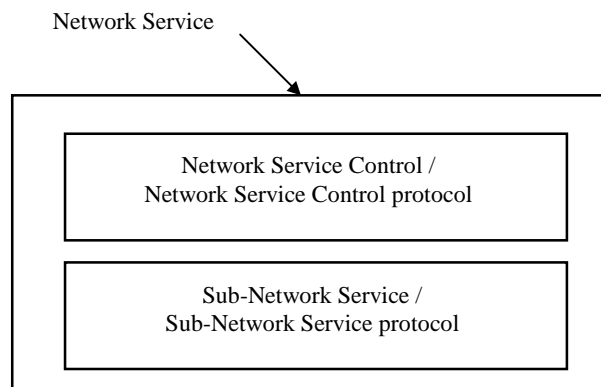 Network Service
Network Service Control /
Network Service Control protocol
Sub-Network Service /
Sub-Network Service protocol